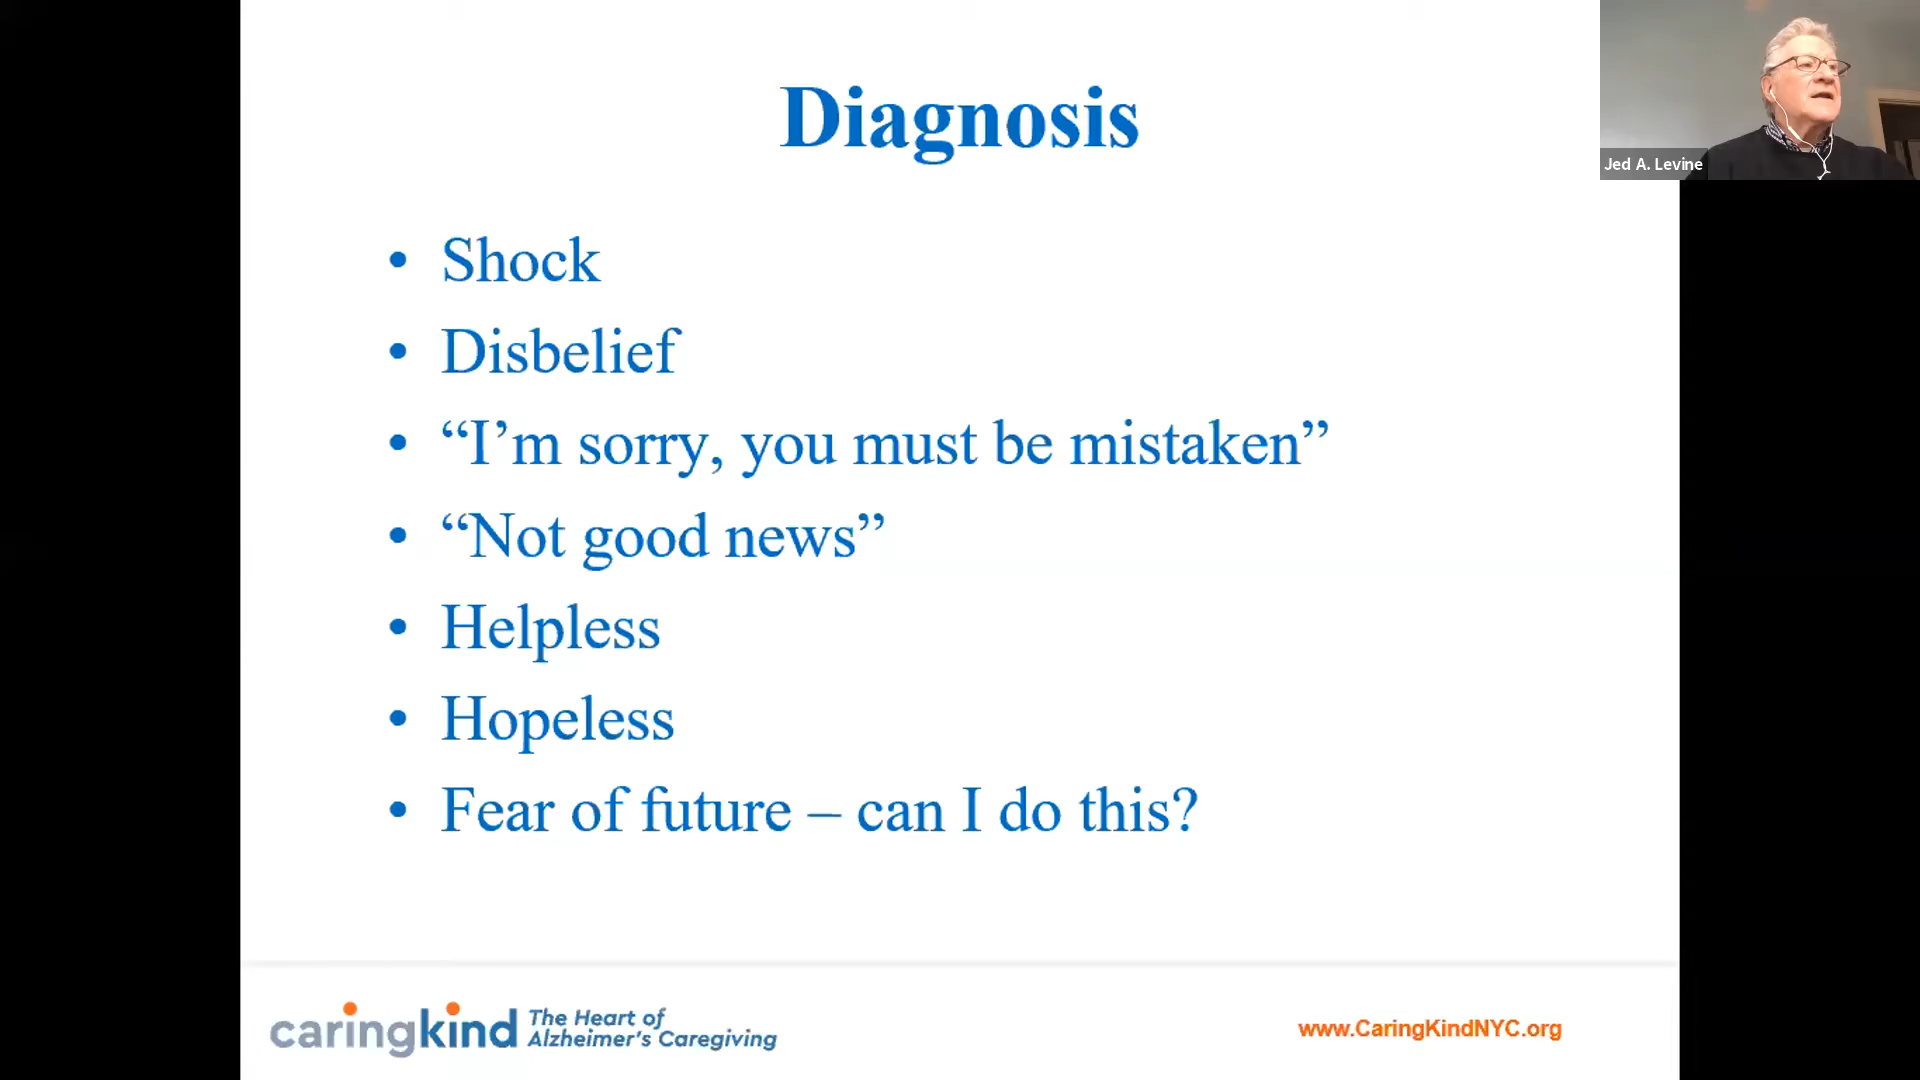 Diagnosis
Jed A. Levine
• Shock
• Disbelief
• “I’m sorry, you must be mistaken”
• “Not good news”
• Helpless
• Hopeless
• Fear of future – can I do this?
caringkind
The Heart of
Alzheimer’s Caregiving
www.CaringKindNYC.org